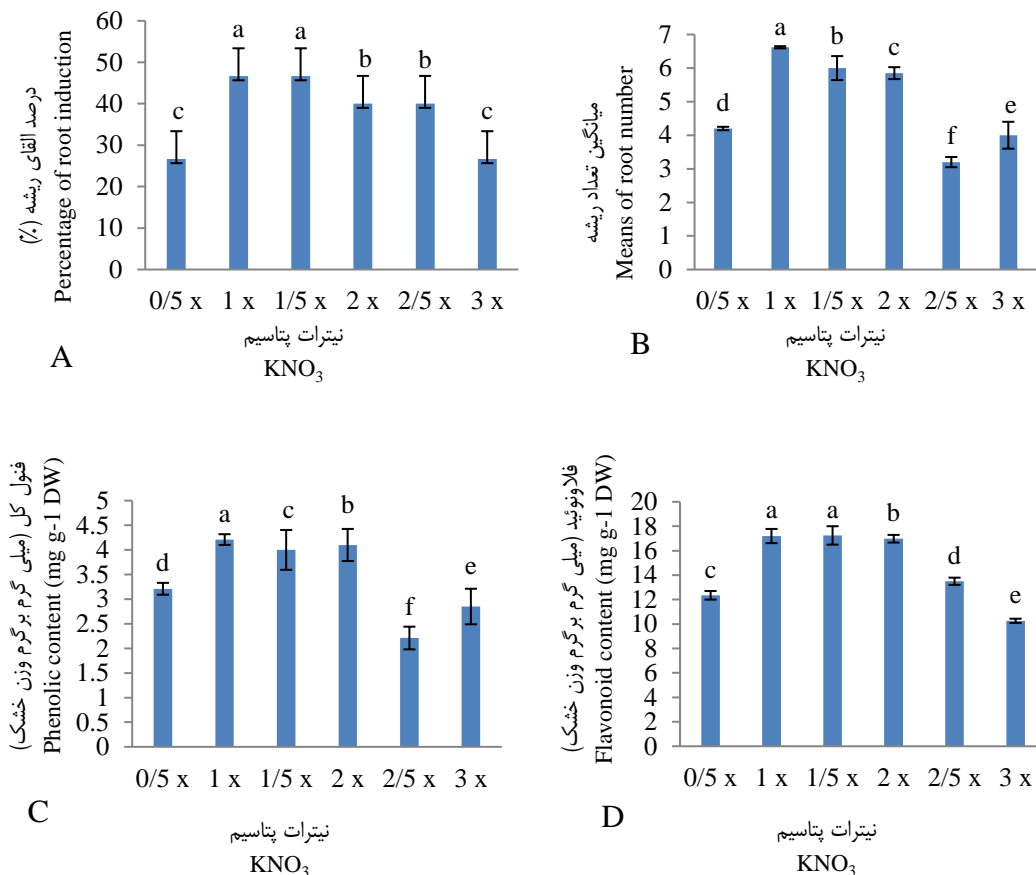 درصد القای ریشه (٪)
Percentage of root induction
60
50
40
30
20
10
0
c
a
a
b
b
c
0/5 x 1 x 1/5 x 2 x 2/5 x 3 x
نیترات پتاسیم
KNO₃
A
میانگین تعداد ریشه
Means of root number
7
6
5
4
3
2
1
0
d
a
b
c
f
e
0/5 x 1 x 1/5 x 2 x 2/5 x 3 x
نیترات پتاسیم
KNO₃
B
فنول کل (میلی گرم برگرم وزن خشک)
Phenolic content (mg g-1 DW)
5
4.5
4
3.5
3
2.5
2
1.5
1
0.5
0
d
a
c
b
f
e
0/5 x 1 x 1/5 x 2 x 2/5 x 3 x
نیترات پتاسیم
KNO₃
C
فلاونوئید (میلی گرم برگرم وزن خشک)
Flavonoid content (mg g-1 DW)
20
18
16
14
12
10
8
6
4
2
0
c
a
a
b
d
e
0/5 x 1 x 1/5 x 2 x 2/5 x 3 x
نیترات پتاسیم
KNO₃
D